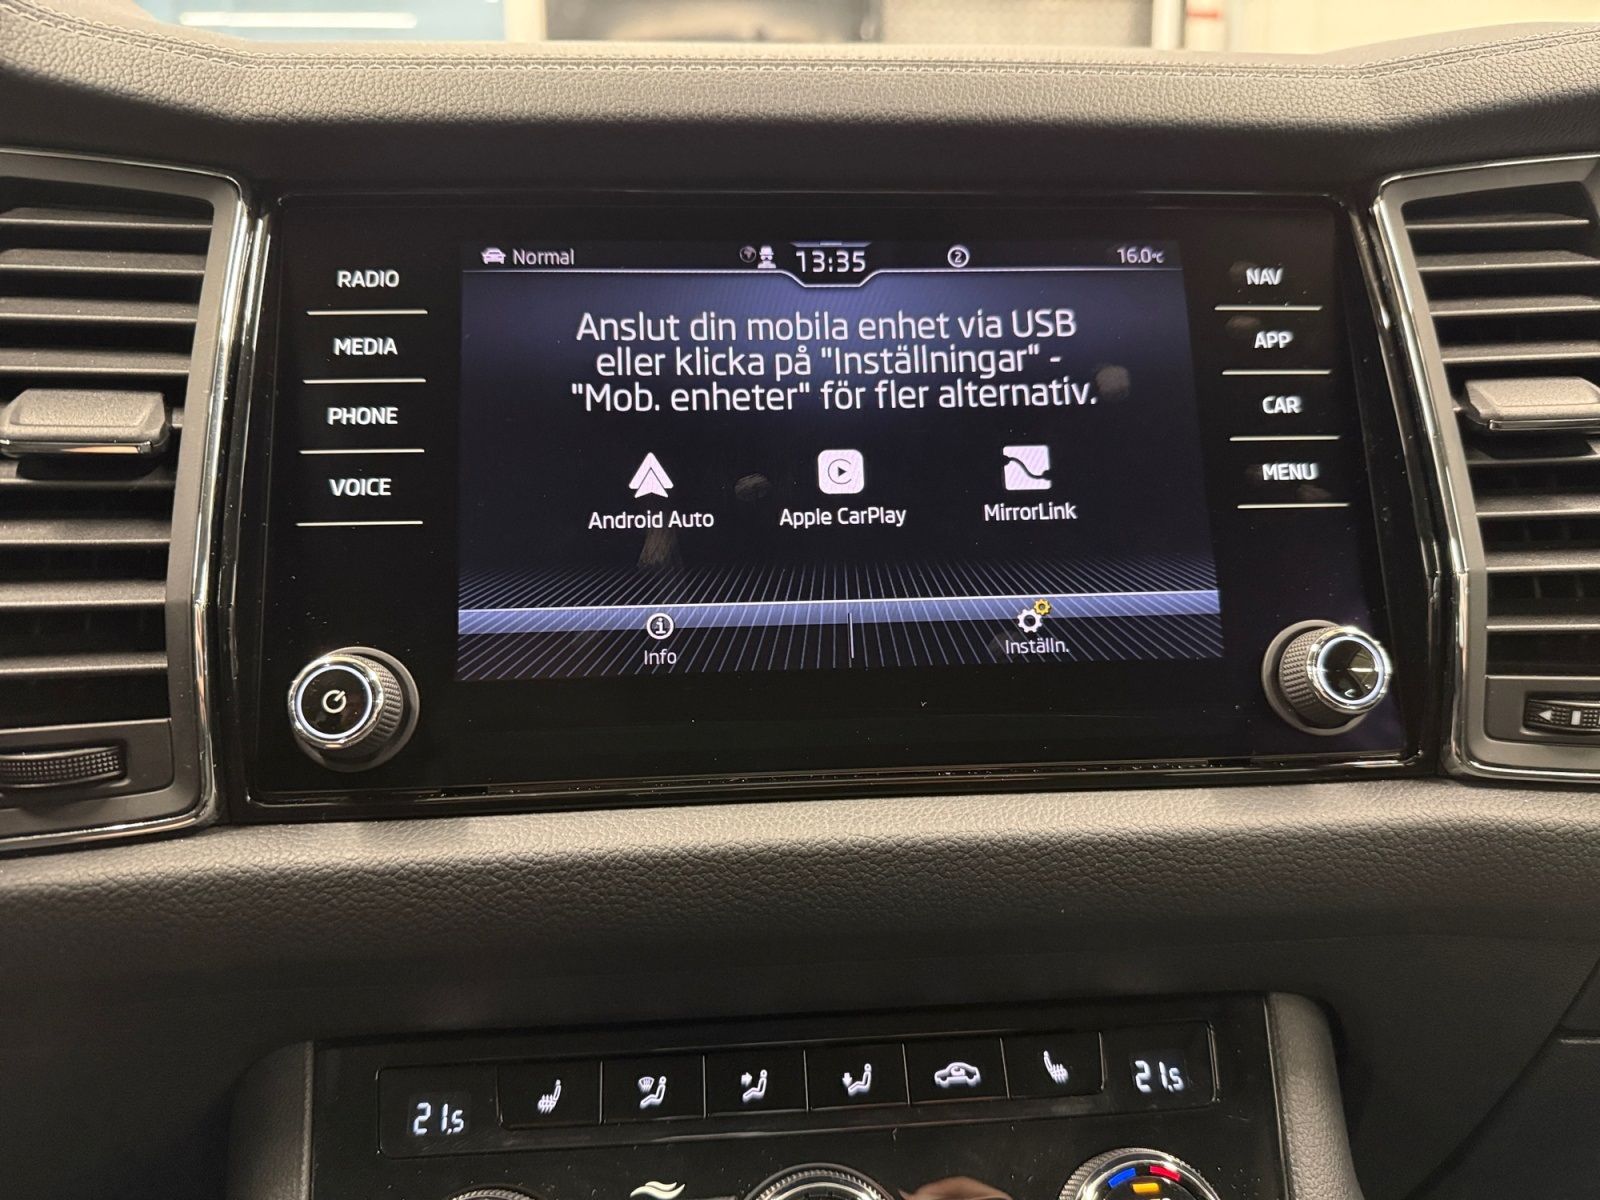 Normal
13:35
2
16.0°C
RADIO
MEDIA
PHONE
VOICE
Anslut din mobila enhet via USB
eller klicka på "Inställningar" -
"Mob. enheter" för fler alternativ.
Android Auto
Apple CarPlay
MirrorLink
Info
Inställn.
NAV
APP
CAR
MENU
21.5
21.5